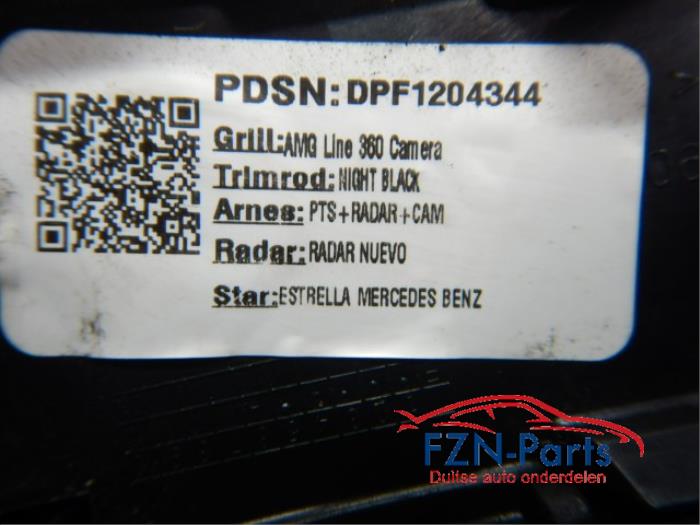 PDSN: DPF1204344
Grill: AMG Line 360 Camera
Trimrod: NIGHT BLACK
Arnes: PTS+RADAR+CAM
Radar: RADAR NUEVO
Star: ESTRELLA MERCEDES BENZ
FZN-Parts
Duitse auto onderdelen